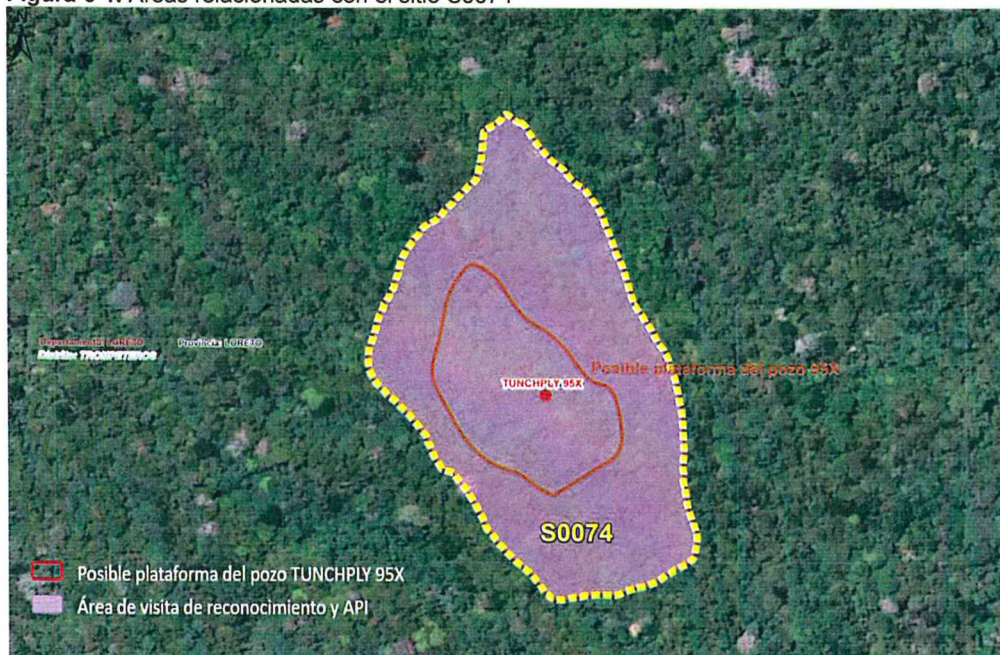 Figura 3-1. Áreas relacionadas con el sitio S0074
Departamento: LORETO
Provincia: LORETO
Distrito: TROMPETEROS
Posible plataforma del pozo 95X
TUNCHPLY 95X
S0074
Posible plataforma del pozo TUNCHPLY 95X
Área de visita de reconocimiento y API